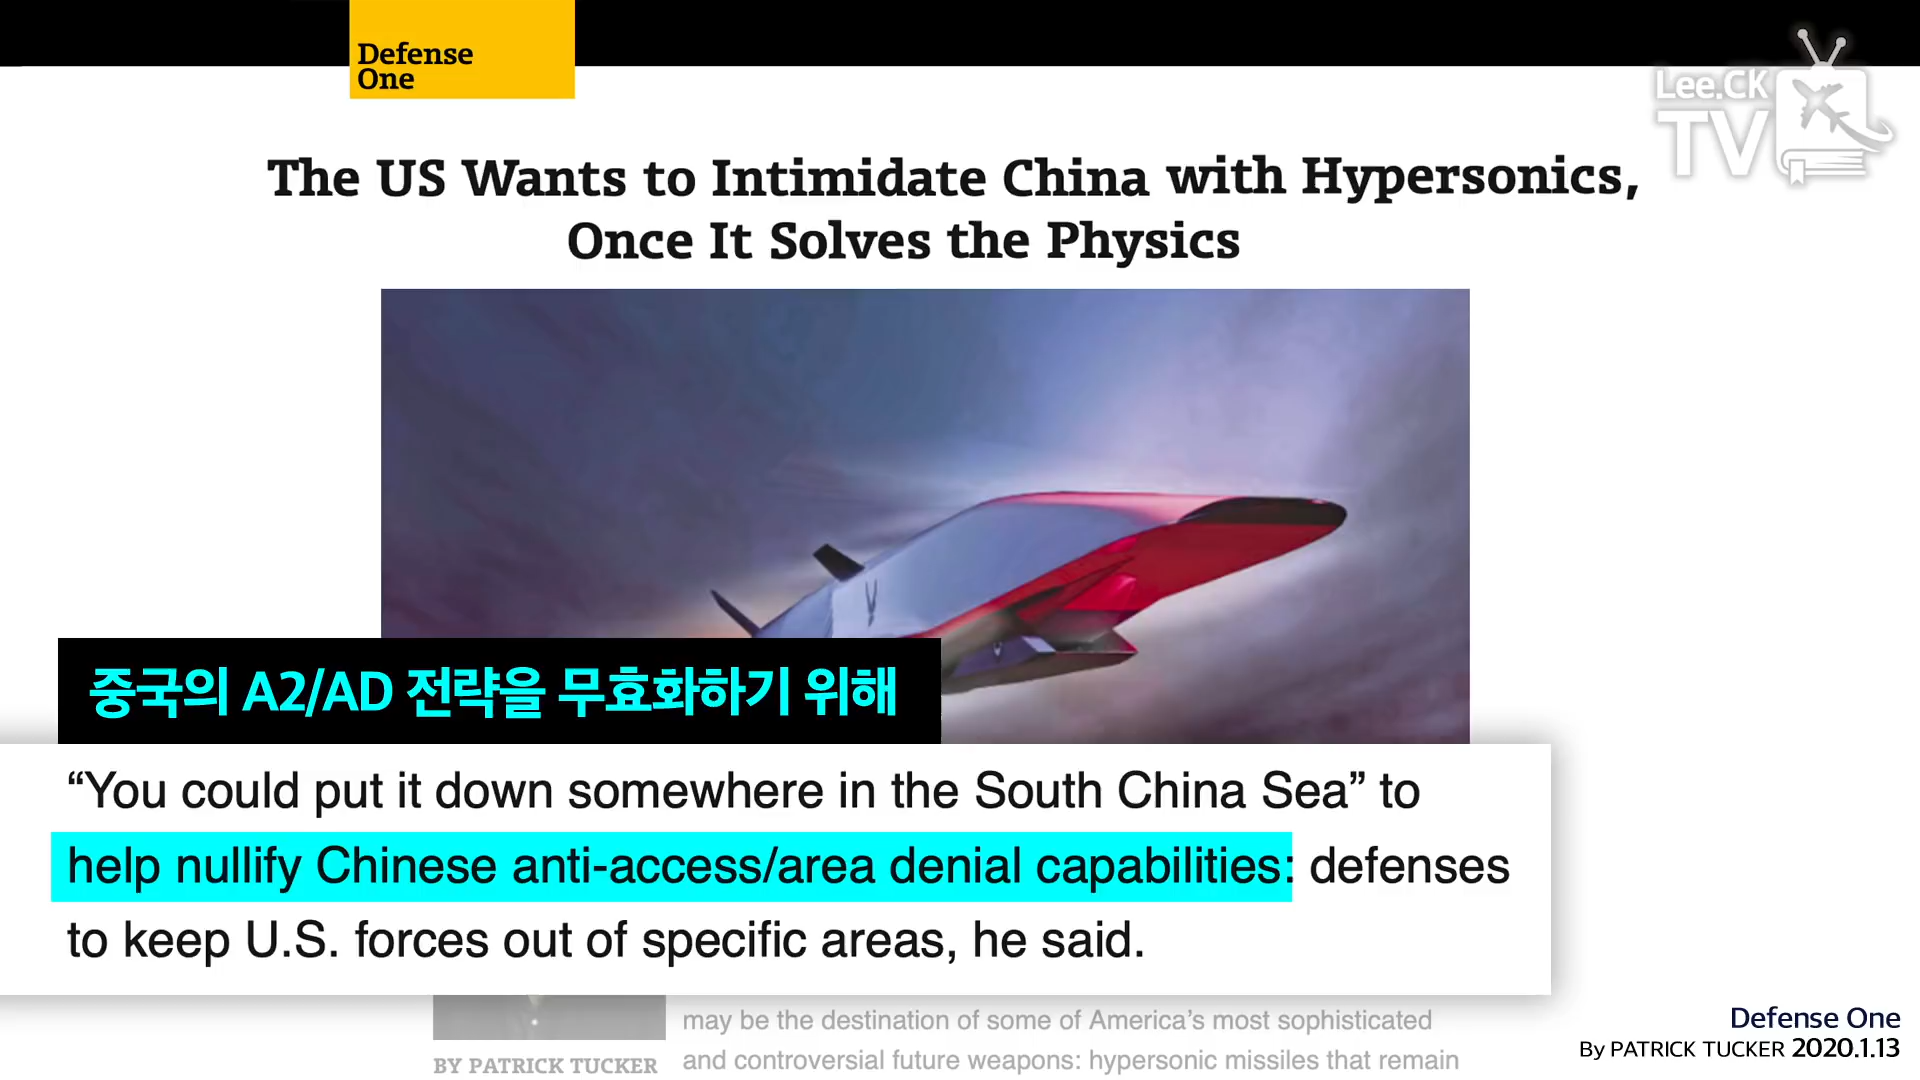 Defense
One
Lee.CK
TV
The US Wants to Intimidate China with Hypersonics,
Once It Solves the Physics
중국의 A2/AD 전략을 무효화하기 위해
“You could put it down somewhere in the South China Sea” to
help nullify Chinese anti-access/area denial capabilities: defenses
to keep U.S. forces out of specific areas, he said.
may be the destination of some of America’s most sophisticated
and controversial future weapons: hypersonic missiles that remain
BY PATRICK TUCKER
Defense One
By PATRICK TUCKER 2020.1.13